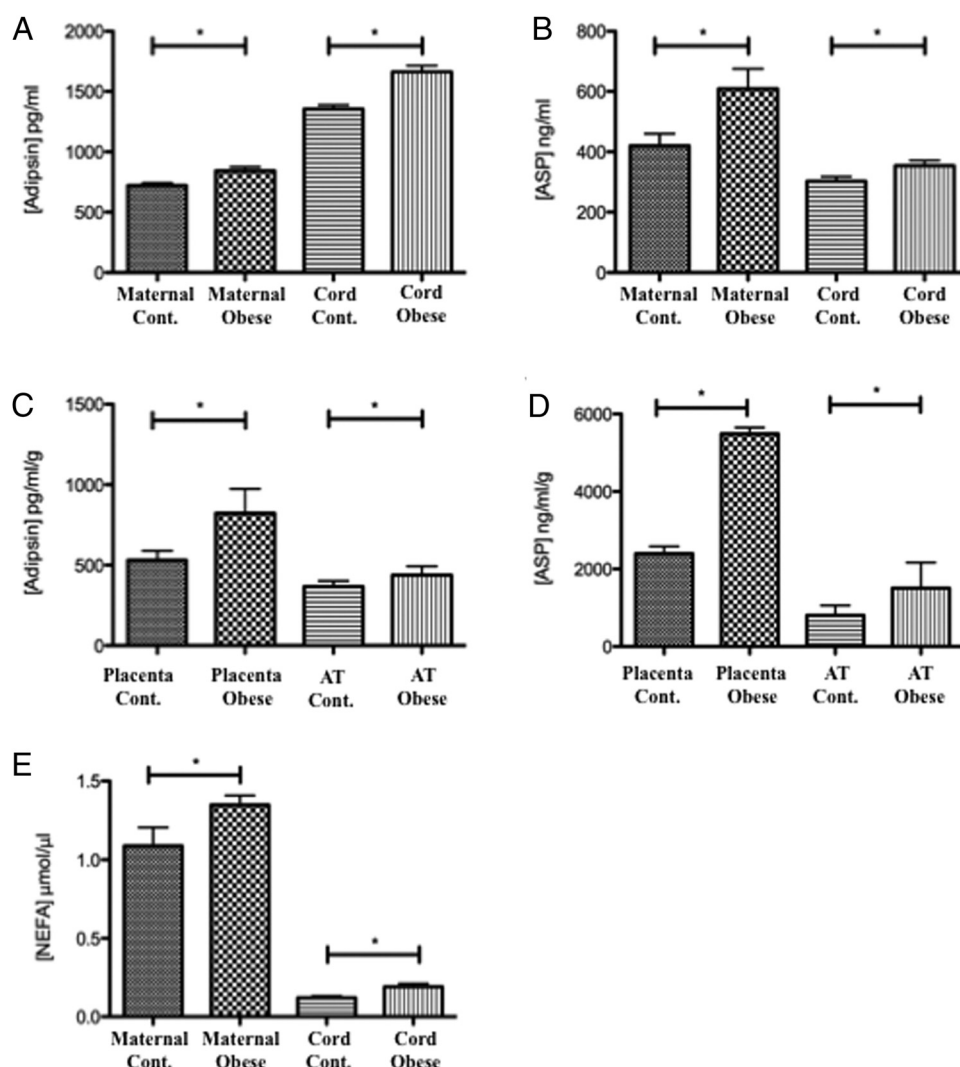 A
[Adipsin] pg/ml
2000
1500
1000
500
0
*
*
Maternal Cont.
Maternal Obese
Cord Cont.
Cord Obese
B
[ASP] ng/ml
800
600
400
200
0
*
*
Maternal Cont.
Maternal Obese
Cord Cont.
Cord Obese
C
[Adipsin] pg/ml/g
1500
1000
500
0
*
*
Placenta Cont.
Placenta Obese
AT Cont.
AT Obese
D
[ASP] ng/ml/g
6000
4000
2000
0
*
*
Placenta Cont.
Placenta Obese
AT Cont.
AT Obese
E
[NEFA] µmol/µl
1.5
1.0
0.5
0.0
*
*
Maternal Cont.
Maternal Obese
Cord Cont.
Cord Obese